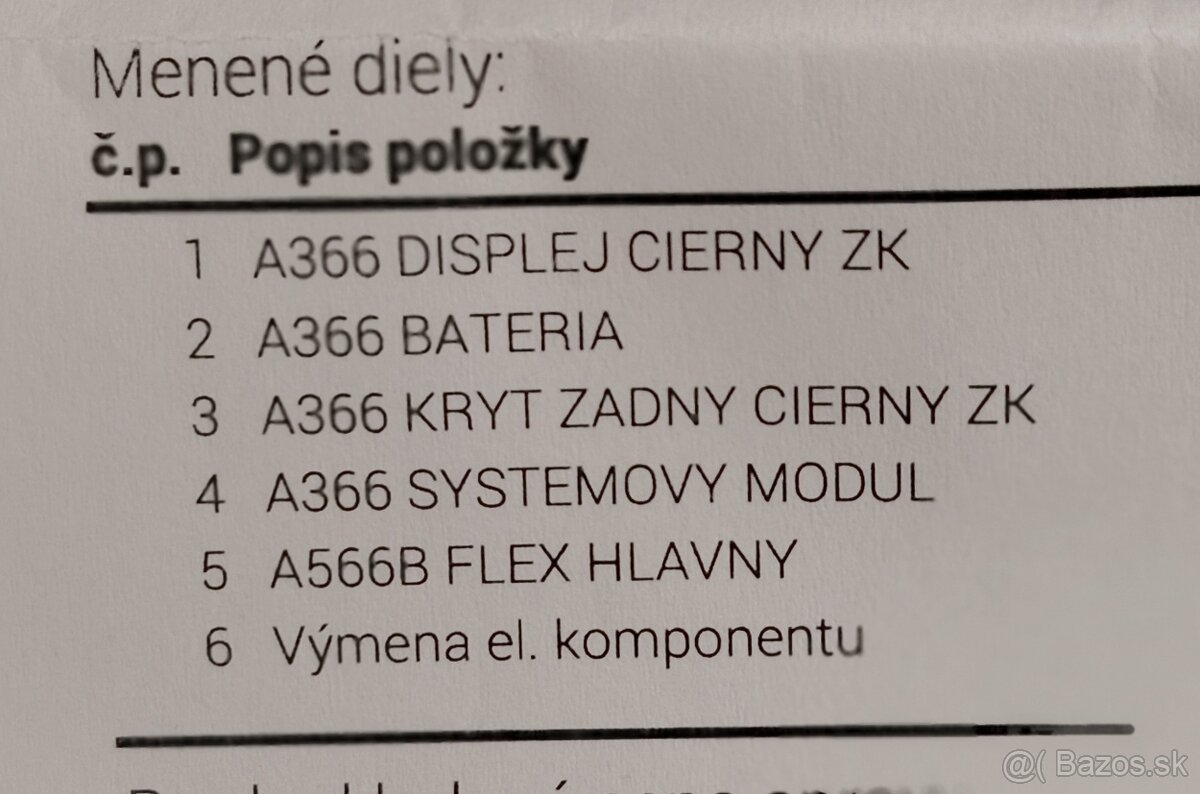 Menené diely:
č.p. Popis položky
1 A366 DISPLEJ CIERNY ZK
2 A366 BATERIA
3 A366 KRYT ZADNY CIERNY ZK
4 A366 SYSTEMOVY MODUL
5 A566B FLEX HLAVNY
6 Výmena el. komponentu
@( Bazos.sk